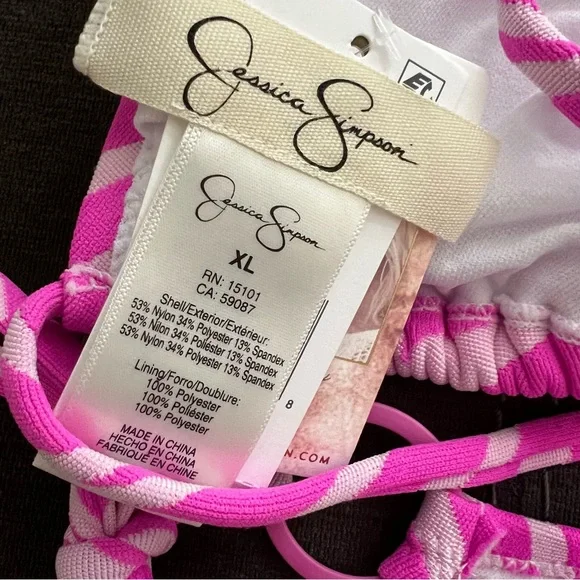 Jessica Simpson
Jessica Simpson
XL
RN: 15101
CA: 59087
Shell/Exterior/Extérieur:
53% Nylon 34% Polyester 13% Spandex
53% Nilon 34% Poliéster 13% Spandex
53% Nylon 34% Polyester 13% Spandex
Lining/Forro/Doublure:
100% Polyester
100% Poliéster
100% Polyester
MADE IN CHINA
HECHO EN CHINA
FABRIQUÉ EN CHINE
8
N.COM